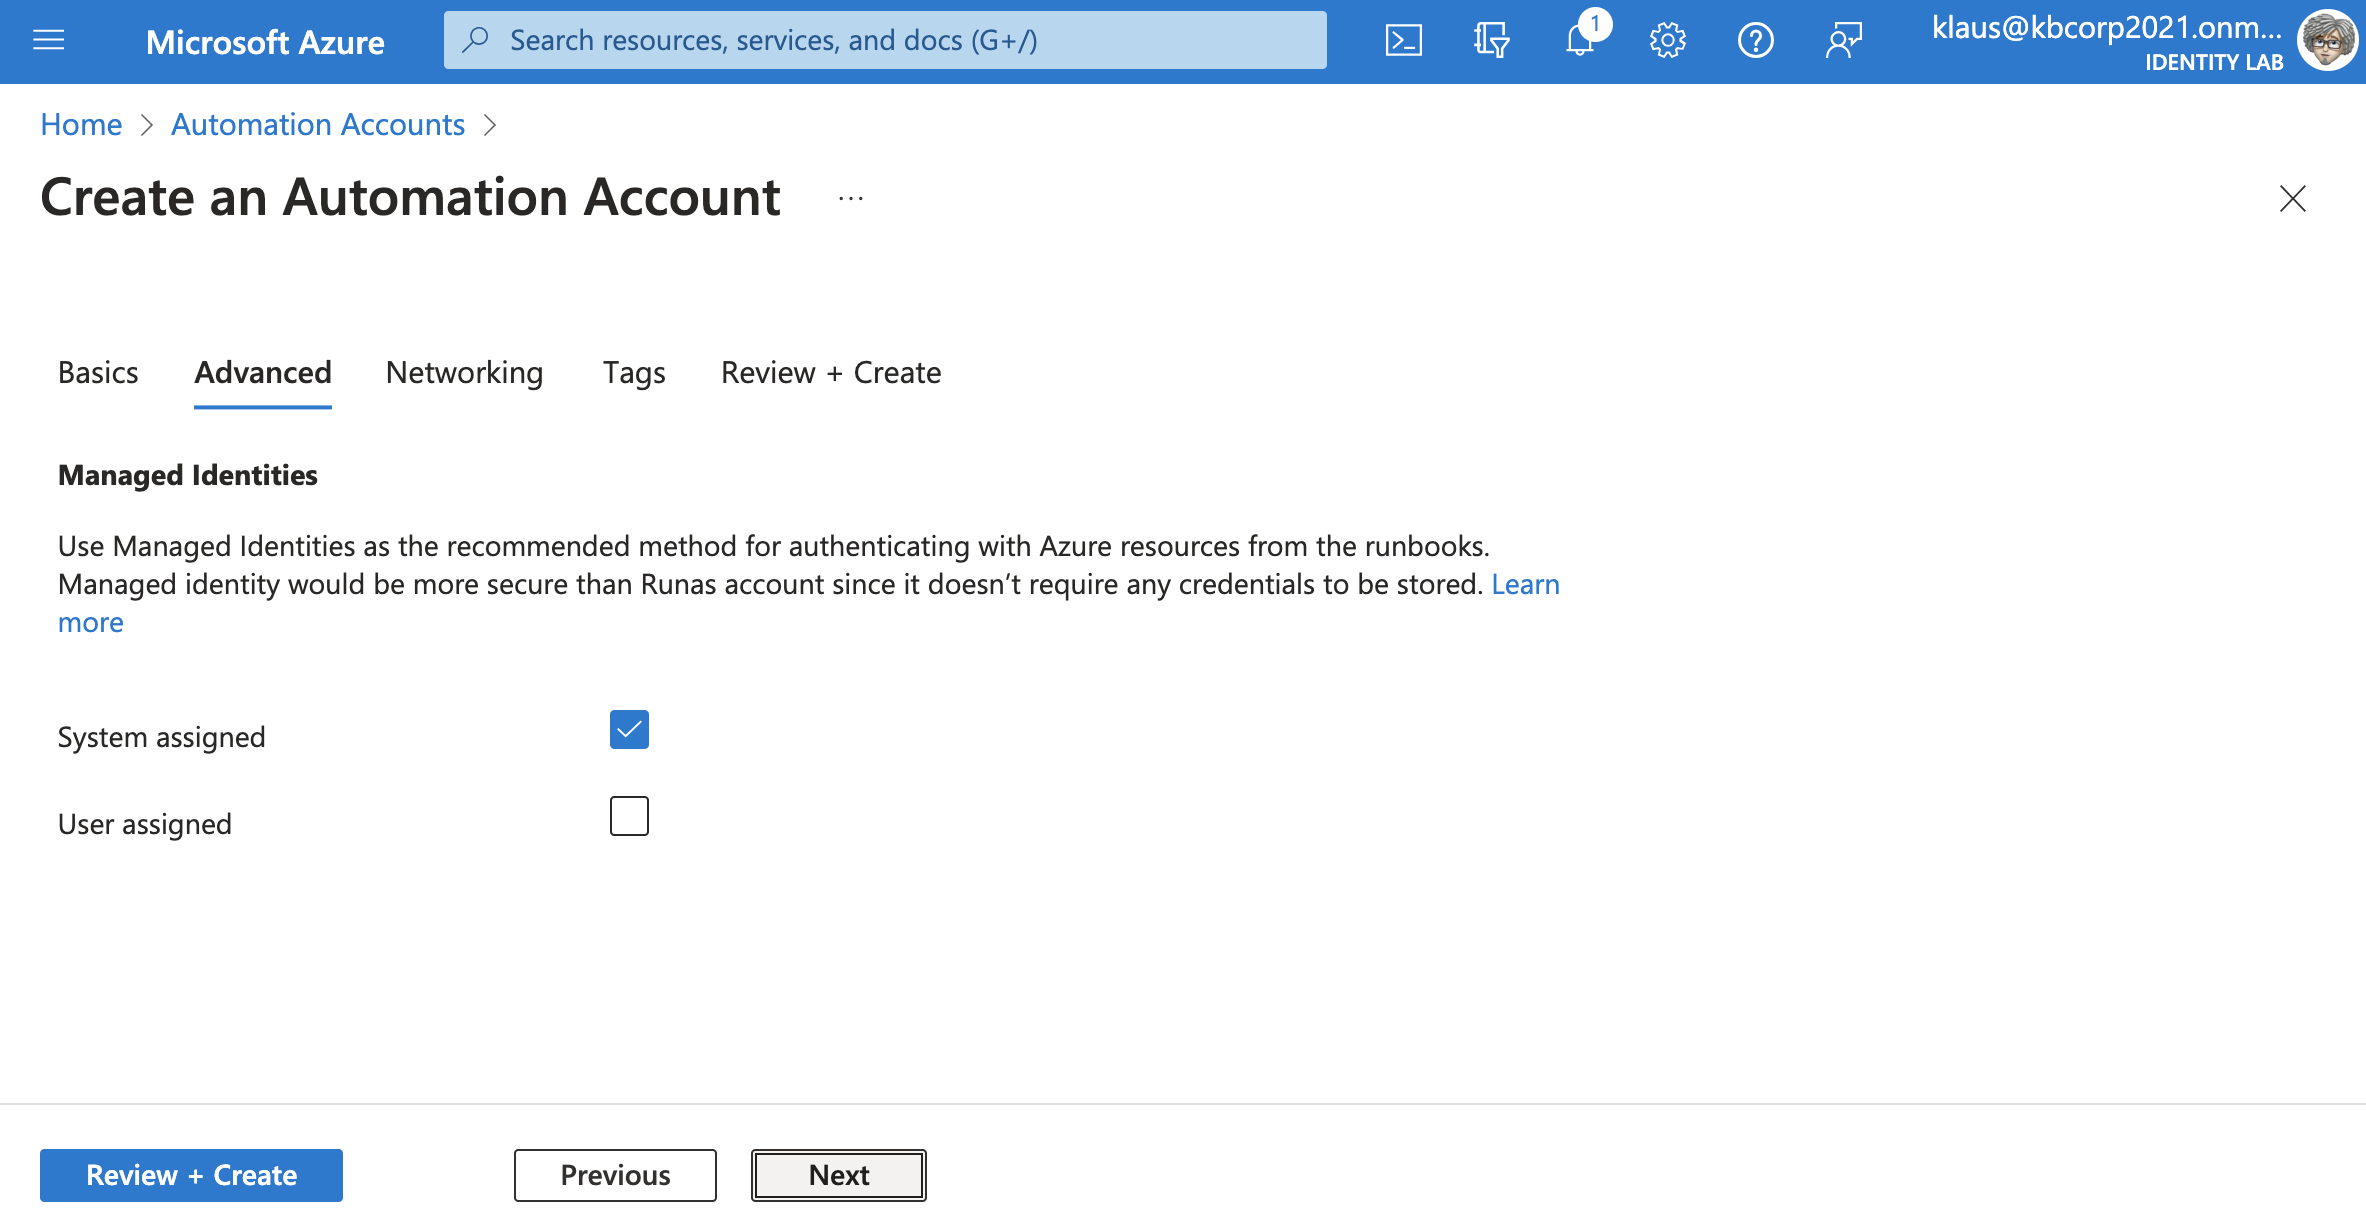 Microsoft Azure
Search resources, services, and docs (G+/)
1
klaus@kbcorp2021.onm...
IDENTITY LAB
Home > Automation Accounts >
Create an Automation Account ...
Basics Advanced Networking Tags Review + Create
Managed Identities
Use Managed Identities as the recommended method for authenticating with Azure resources from the runbooks.
Managed identity would be more secure than Runas account since it doesn’t require any credentials to be stored. Learn
more
System assigned
User assigned
Review + Create Previous Next